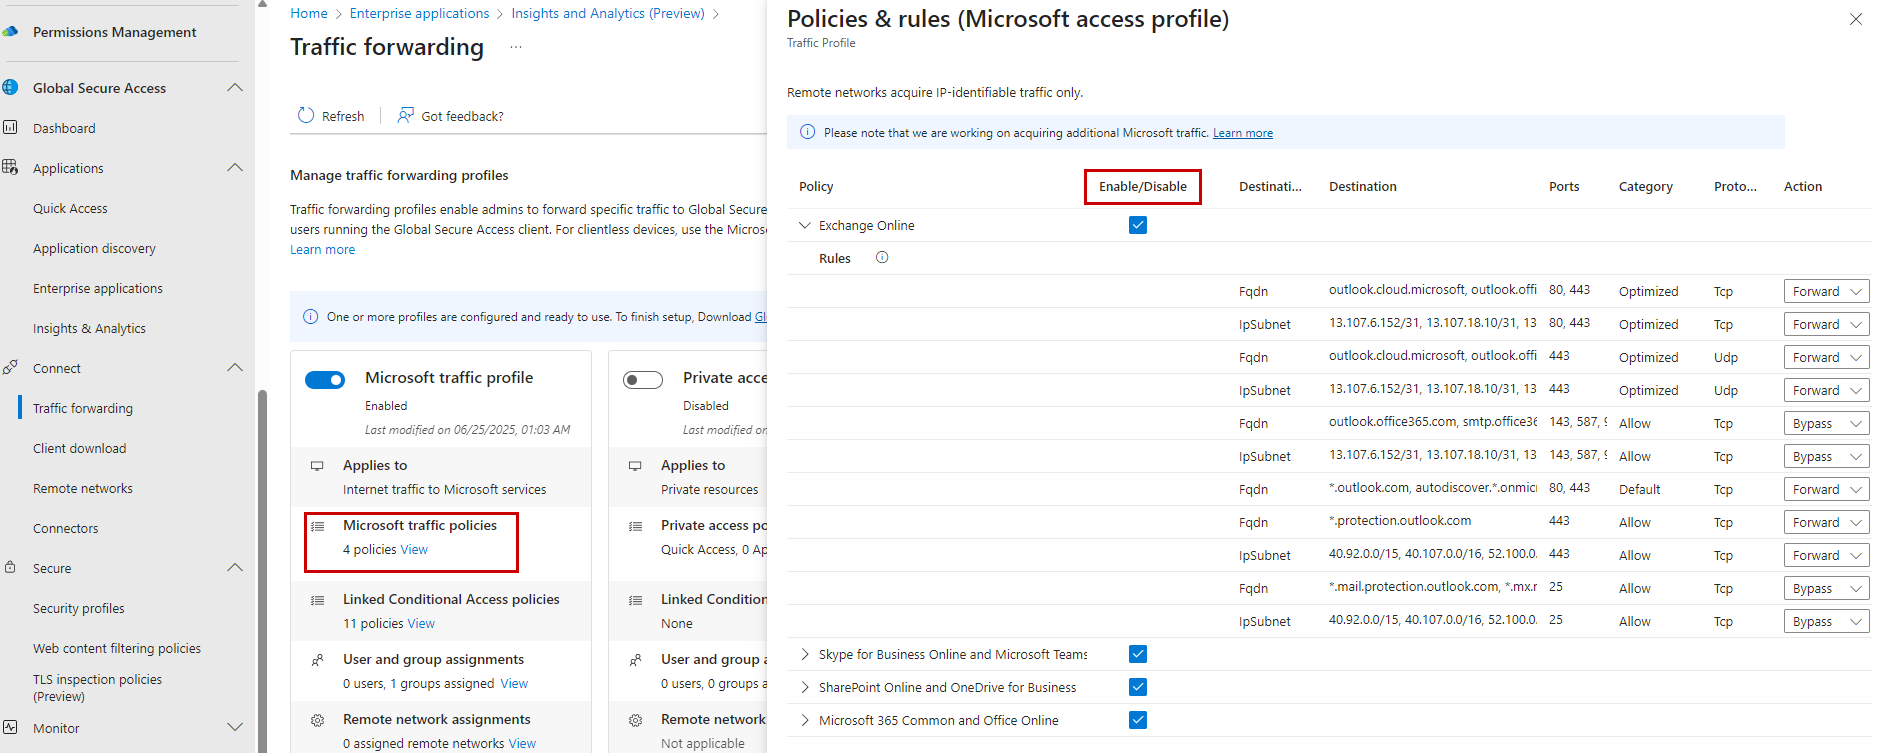 Permissions Management
Global Secure Access
Dashboard
Applications
Quick Access
Application discovery
Enterprise applications
Insights & Analytics
Connect
Traffic forwarding
Client download
Remote networks
Connectors
Secure
Security profiles
Web content filtering policies
TLS inspection policies
(Preview)
Monitor
Home > Enterprise applications > Insights and Analytics (Preview) >
Traffic forwarding ...
Refresh
Got feedback?
Manage traffic forwarding profiles
Traffic forwarding profiles enable admins to forward specific traffic to Global Secure
users running the Global Secure Access client. For clientless devices, use the Microso
Learn more
One or more profiles are configured and ready to use. To finish setup, Download Gl
Microsoft traffic profile
Enabled
Last modified on 06/25/2025, 01:03 AM
Applies to
Internet traffic to Microsoft services
Microsoft traffic policies
4 policies View
Linked Conditional Access policies
11 policies View
User and group assignments
0 users, 1 groups assigned View
Remote network assignments
0 assigned remote networks View
Private acce
Disabled
Last modified on
Applies to
Private resources
Private access po
Quick Access, 0 Ap
Linked Condition
None
User and group a
0 users, 0 groups a
Remote network
Not applicable
Policies & rules (Microsoft access profile)
Traffic Profile
Remote networks acquire IP-identifiable traffic only.
Please note that we are working on acquiring additional Microsoft traffic. Learn more
Policy Enable/Disable Destinati... Destination Ports Category Proto... Action
Exchange Online
Rules
Fqdn outlook.cloud.microsoft, outlook.offi 80, 443 Optimized Tcp Forward
IpSubnet 13.107.6.152/31, 13.107.18.10/31, 13 80, 443 Optimized Tcp Forward
Fqdn outlook.cloud.microsoft, outlook.offi 443 Optimized Udp Forward
IpSubnet 13.107.6.152/31, 13.107.18.10/31, 13 443 Optimized Udp Forward
Fqdn outlook.office365.com, smtp.office36 143, 587, 9 Allow Tcp Bypass
IpSubnet 13.107.6.152/31, 13.107.18.10/31, 13 143, 587, 9 Allow Tcp Bypass
Fqdn *.outlook.com, autodiscover.*.onmicr 80, 443 Default Tcp Forward
Fqdn *.protection.outlook.com 443 Allow Tcp Forward
IpSubnet 40.92.0.0/15, 40.107.0.0/16, 52.100.0. 443 Allow Tcp Forward
Fqdn *.mail.protection.outlook.com, *.mx.r 25 Allow Tcp Bypass
IpSubnet 40.92.0.0/15, 40.107.0.0/16, 52.100.0. 25 Allow Tcp Bypass
Skype for Business Online and Microsoft Teams
SharePoint Online and OneDrive for Business
Microsoft 365 Common and Office Online